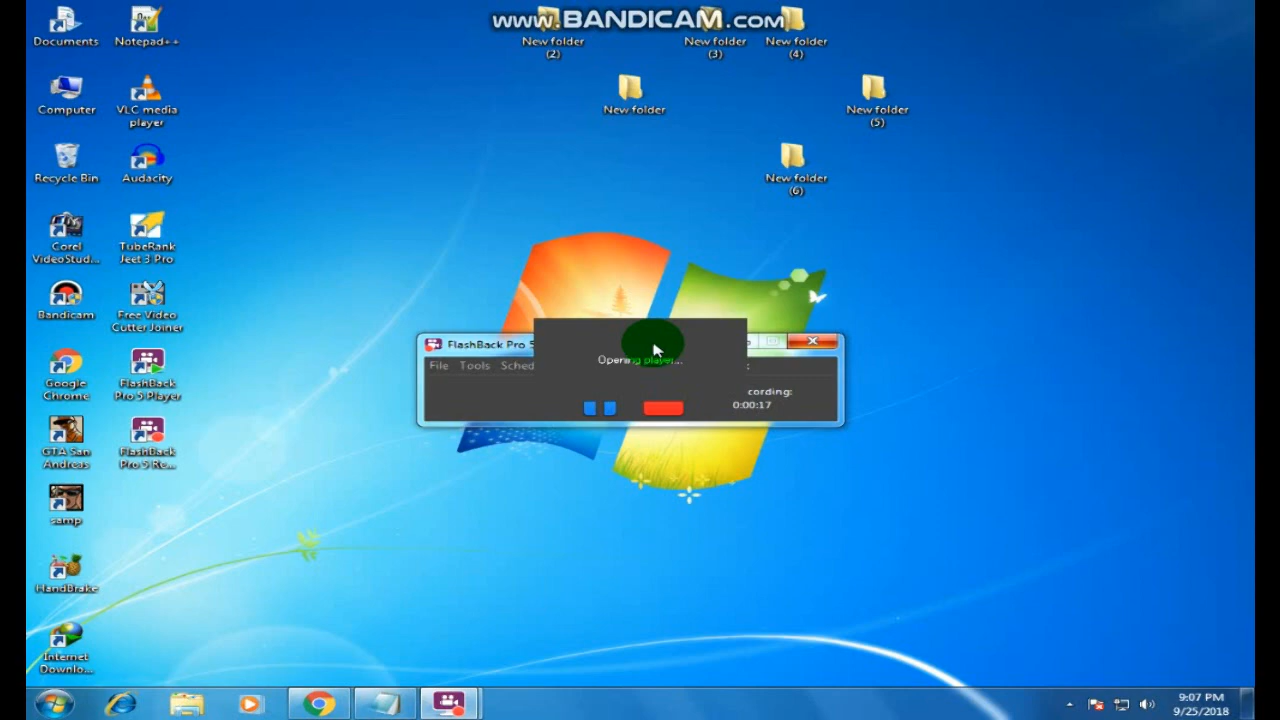 www.BANDICAM.com
Documents
Notepad++
New folder
(2)
New folder
(3)
New folder
(4)
Computer
VLC media
player
New folder
New folder
(5)
Recycle Bin
Audacity
New folder
(6)
Corel
VideoStud...
TubeRank
Jeet 3 Pro
Bandicam
Free Video
Cutter Joiner
FlashBack Pro 5
Opening player...
File Tools Sched
cording:
0:00:17
Google
Chrome
FlashBack
Pro 5 Player
GTA San
Andreas
FlashBack
Pro 5 Re...
samp
HandBrake
Internet
Downlo...
9:07 PM
9/25/2018